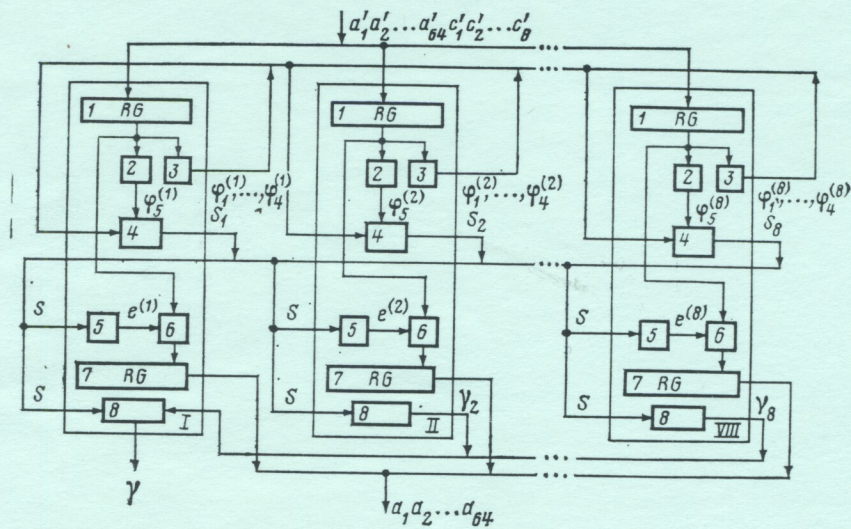 a′₁a′₂...a′₆₄c′₁c′₂...c′₈
1 RG
1 RG
1 RG
2
3
2
3
2
3
φ₅⁽¹⁾
φ₁⁽¹⁾,...,φ₄⁽¹⁾
φ₅⁽²⁾
φ₁⁽²⁾,...,φ₄⁽²⁾
φ₅⁽⁸⁾
φ₁⁽⁸⁾,...,φ₄⁽⁸⁾
4
S₁
4
S₂
4
S₈
S
5
e⁽¹⁾
6
S
5
e⁽²⁾
6
S
5
e⁽⁸⁾
6
7 RG
7 RG
7 RG
S
8
I
S
8
II
γ₂
S
8
VIII
γ₈
γ
a₁a₂...a₆₄